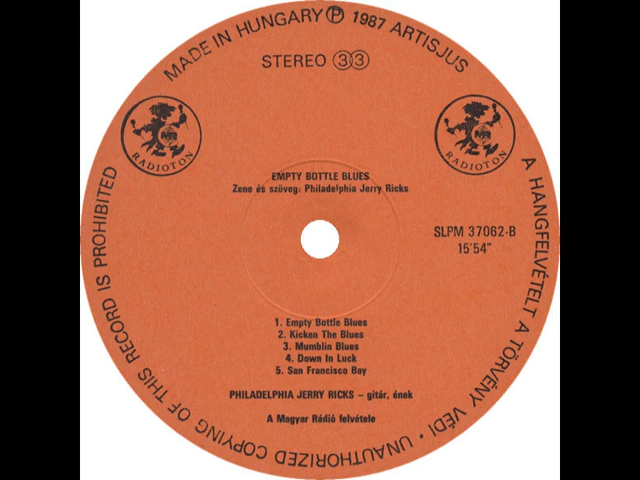 MADE IN HUNGARY Ⓟ 1987 ARTISJUS
STEREO 33
RADIOTON
MR
RADIOTON
MR
EMPTY BOTTLE BLUES
Zene és szöveg: Philadelphia Jerry Ricks
SLPM 37062-B
15'54"
1. Empty Bottle Blues
2. Kicken The Blues
3. Mumblin Blues
4. Down In Luck
5. San Francisco Bay
PHILADELPHIA JERRY RICKS – gitár, ének
A Magyar Rádió felvétele
A HANGFELVÉTELT A TÖRVÉNY VÉDI • UNAUTHORIZED COPYING OF THIS RECORD IS PROHIBITED